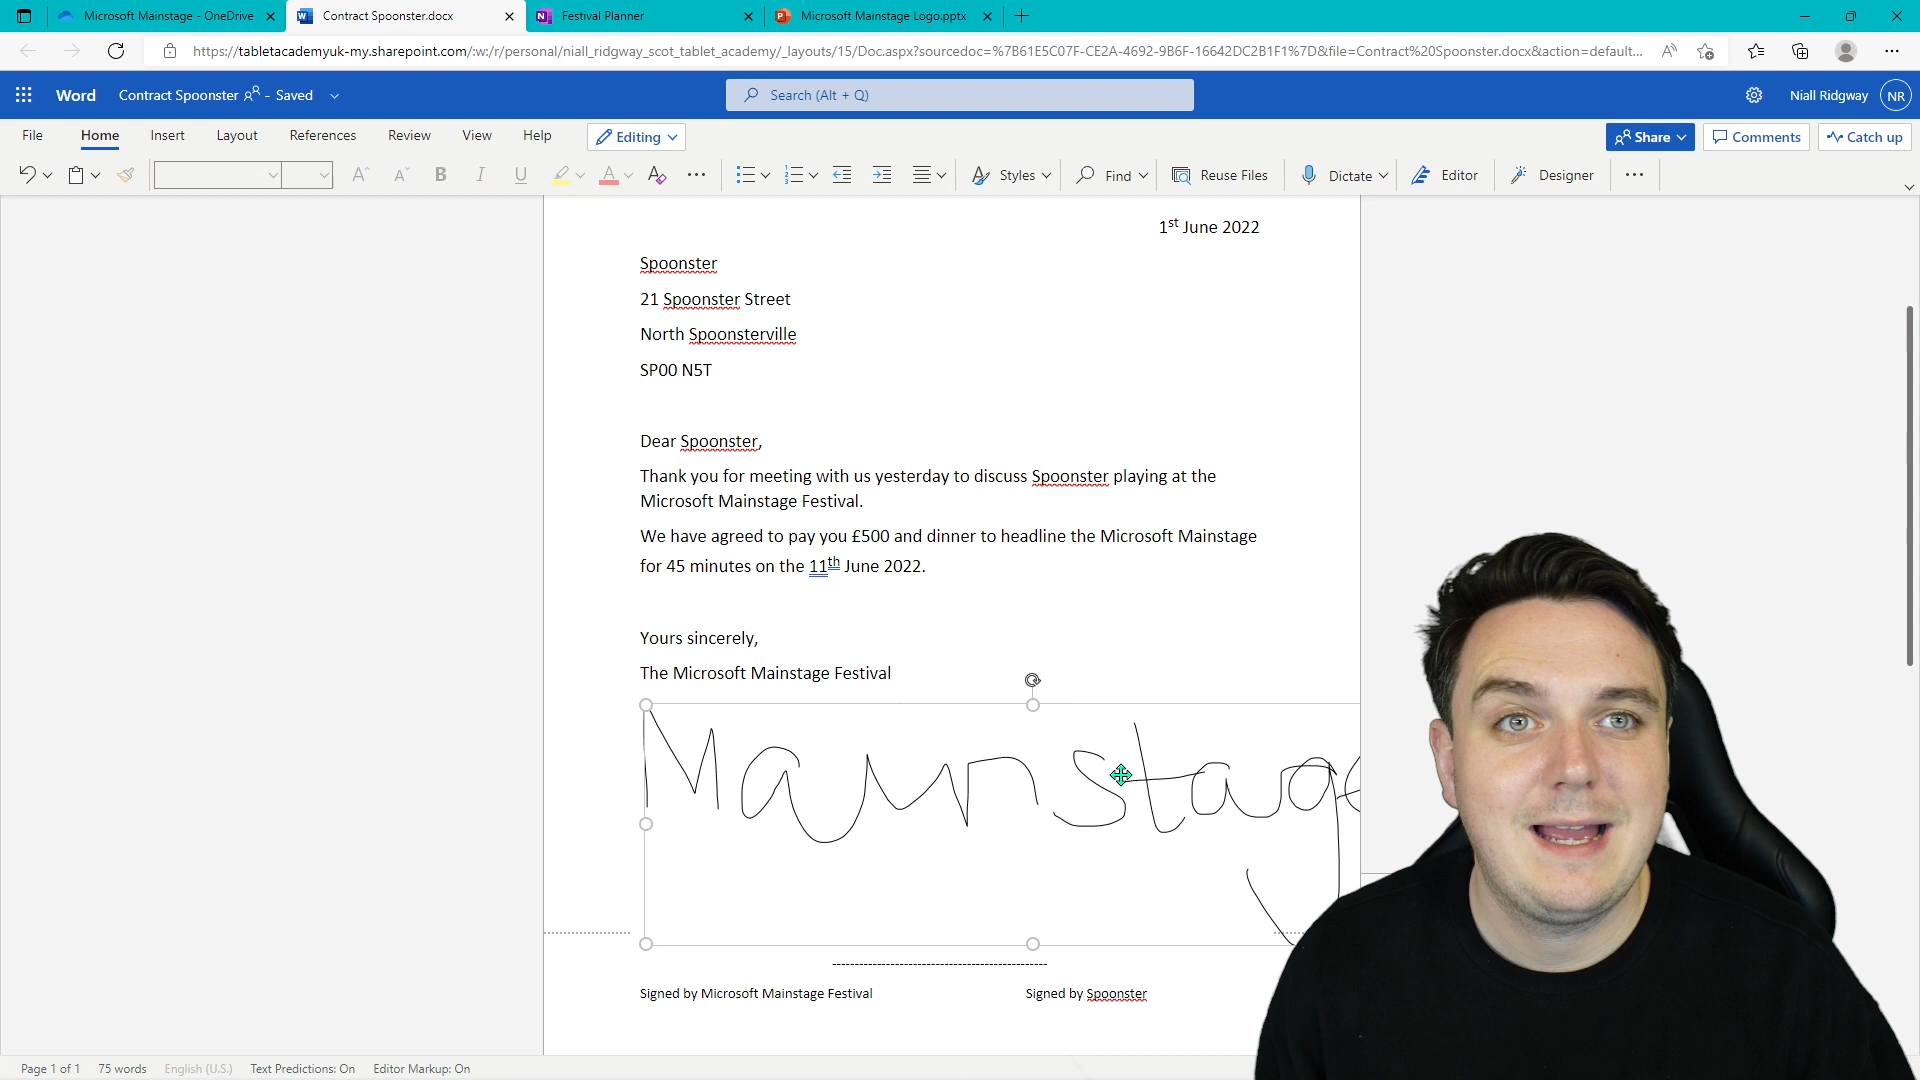 Microsoft Mainstage - OneDrive
Contract Spoonster.docx
Festival Planner
Microsoft Mainstage Logo.pptx
https://tabletacademyuk-my.sharepoint.com/:w:/r/personal/niall_ridgway_scot_tablet_academy/_layouts/15/Doc.aspx?sourcedoc=%7B61E5C07F-CE2A-4692-9B6F-16642DC2B1F1%7D&file=Contract%20Spoonster.docx&action=default...
Word Contract Spoonster - Saved
Search (Alt + Q)
Niall Ridgway NR
File Home Insert Layout References Review View Help Editing Share Comments Catch up
B I U A Styles Find Reuse Files Dictate Editor Designer
1st June 2022
Spoonster
21 Spoonster Street
North Spoonsterville
SP00 N5T
Dear Spoonster,
Thank you for meeting with us yesterday to discuss Spoonster playing at the
Microsoft Mainstage Festival.
We have agreed to pay you £500 and dinner to headline the Microsoft Mainstage
for 45 minutes on the 11th June 2022.
Yours sincerely,
The Microsoft Mainstage Festival
Mainstage
Signed by Microsoft Mainstage Festival Signed by Spoonster
Page 1 of 1 75 words English (U.S.) Text Predictions: On Editor Markup: On